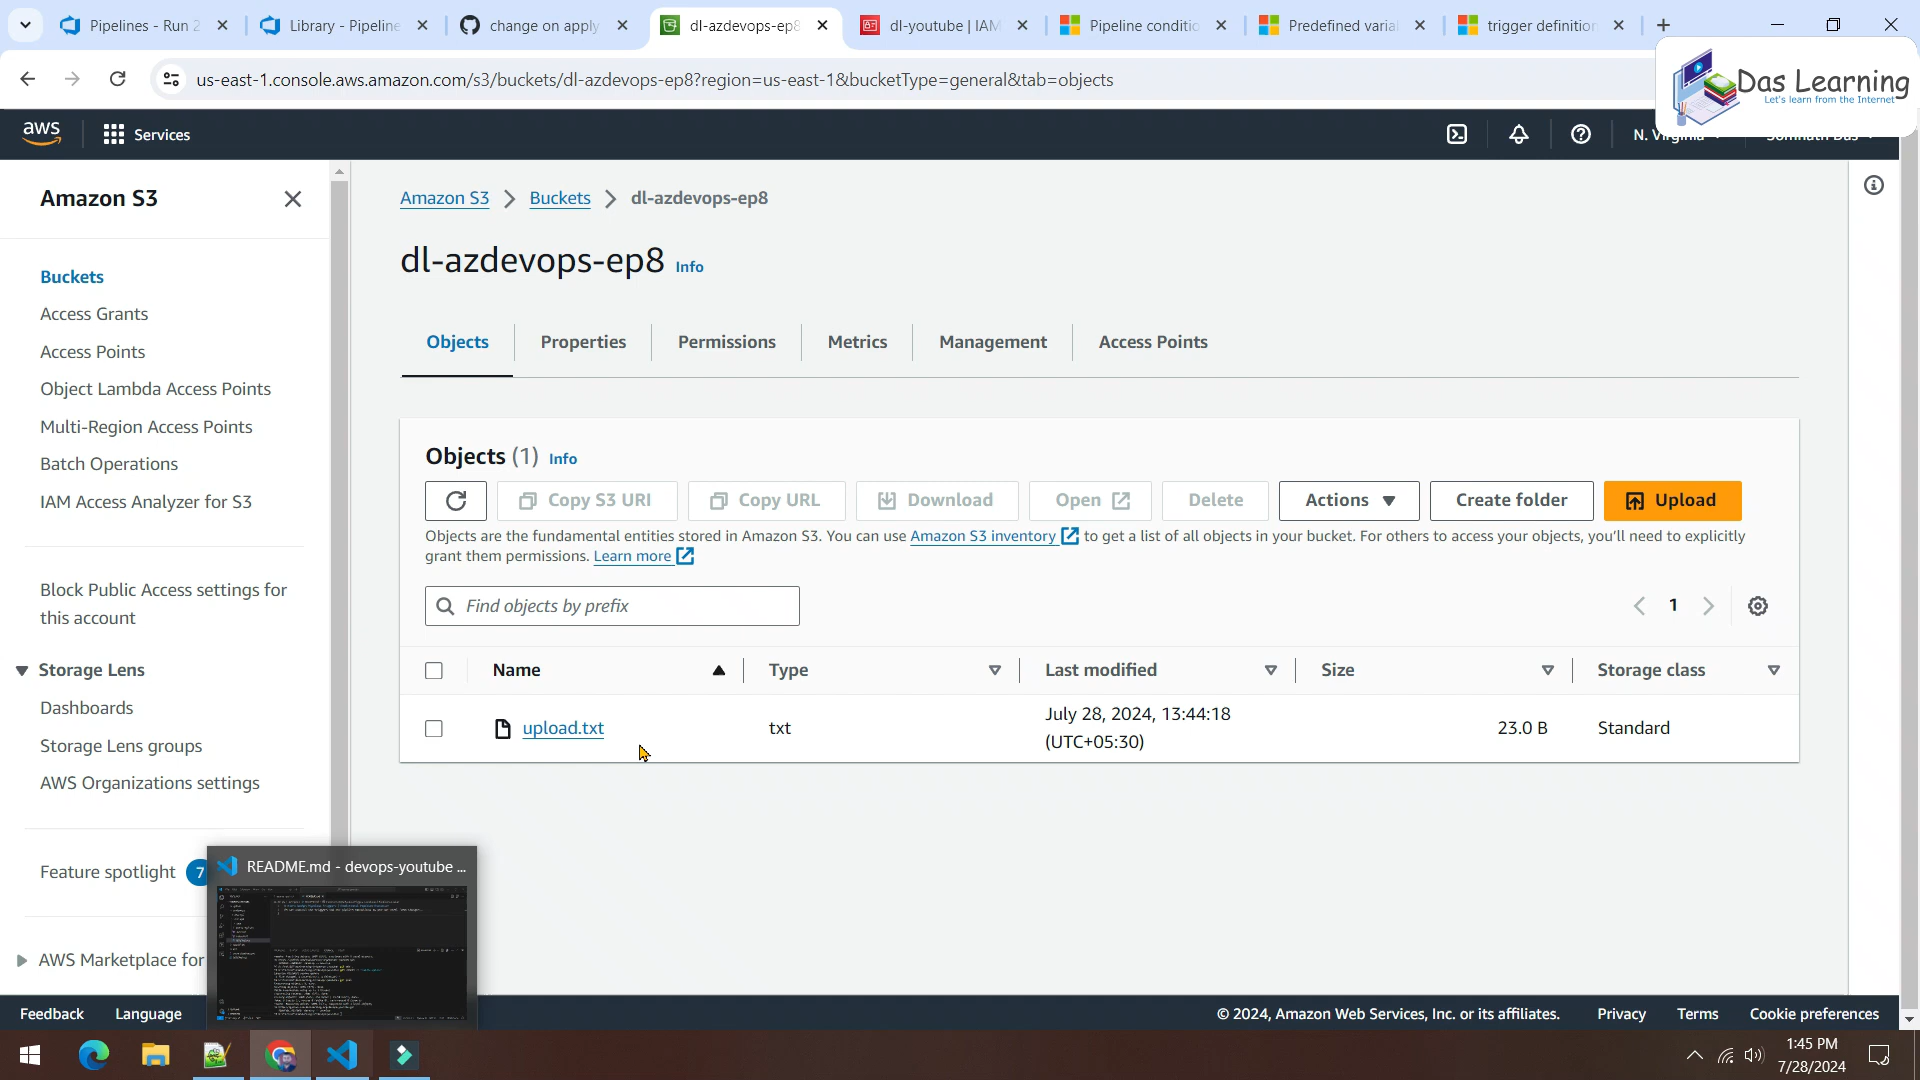 Pipelines - Run 2
Library - Pipeline
change on apply
dl-azdevops-ep8
dl-youtube | IAM
Pipeline conditio
Predefined varia
trigger definition
us-east-1.console.aws.amazon.com/s3/buckets/dl-azdevops-ep8?region=us-east-1&bucketType=general&tab=objects
Das Learning
Let's learn from the Internet
aws
Services
N. Virginia
Somnath Das
Amazon S3
Buckets
Access Grants
Access Points
Object Lambda Access Points
Multi-Region Access Points
Batch Operations
IAM Access Analyzer for S3
Block Public Access settings for
this account
Storage Lens
Dashboards
Storage Lens groups
AWS Organizations settings
Feature spotlight 7
AWS Marketplace for
Amazon S3 > Buckets > dl-azdevops-ep8
dl-azdevops-ep8 Info
Objects
Properties
Permissions
Metrics
Management
Access Points
Objects (1) Info
Copy S3 URI
Copy URL
Download
Open
Delete
Actions
Create folder
Upload
Objects are the fundamental entities stored in Amazon S3. You can use Amazon S3 inventory to get a list of all objects in your bucket. For others to access your objects, you'll need to explicitly
grant them permissions. Learn more
Find objects by prefix
1
Name Type Last modified Size Storage class
upload.txt txt July 28, 2024, 13:44:18 23.0 B Standard
(UTC+05:30)
README.md - devops-youtube ...
Feedback Language © 2024, Amazon Web Services, Inc. or its affiliates. Privacy Terms Cookie preferences
1:45 PM
7/28/2024